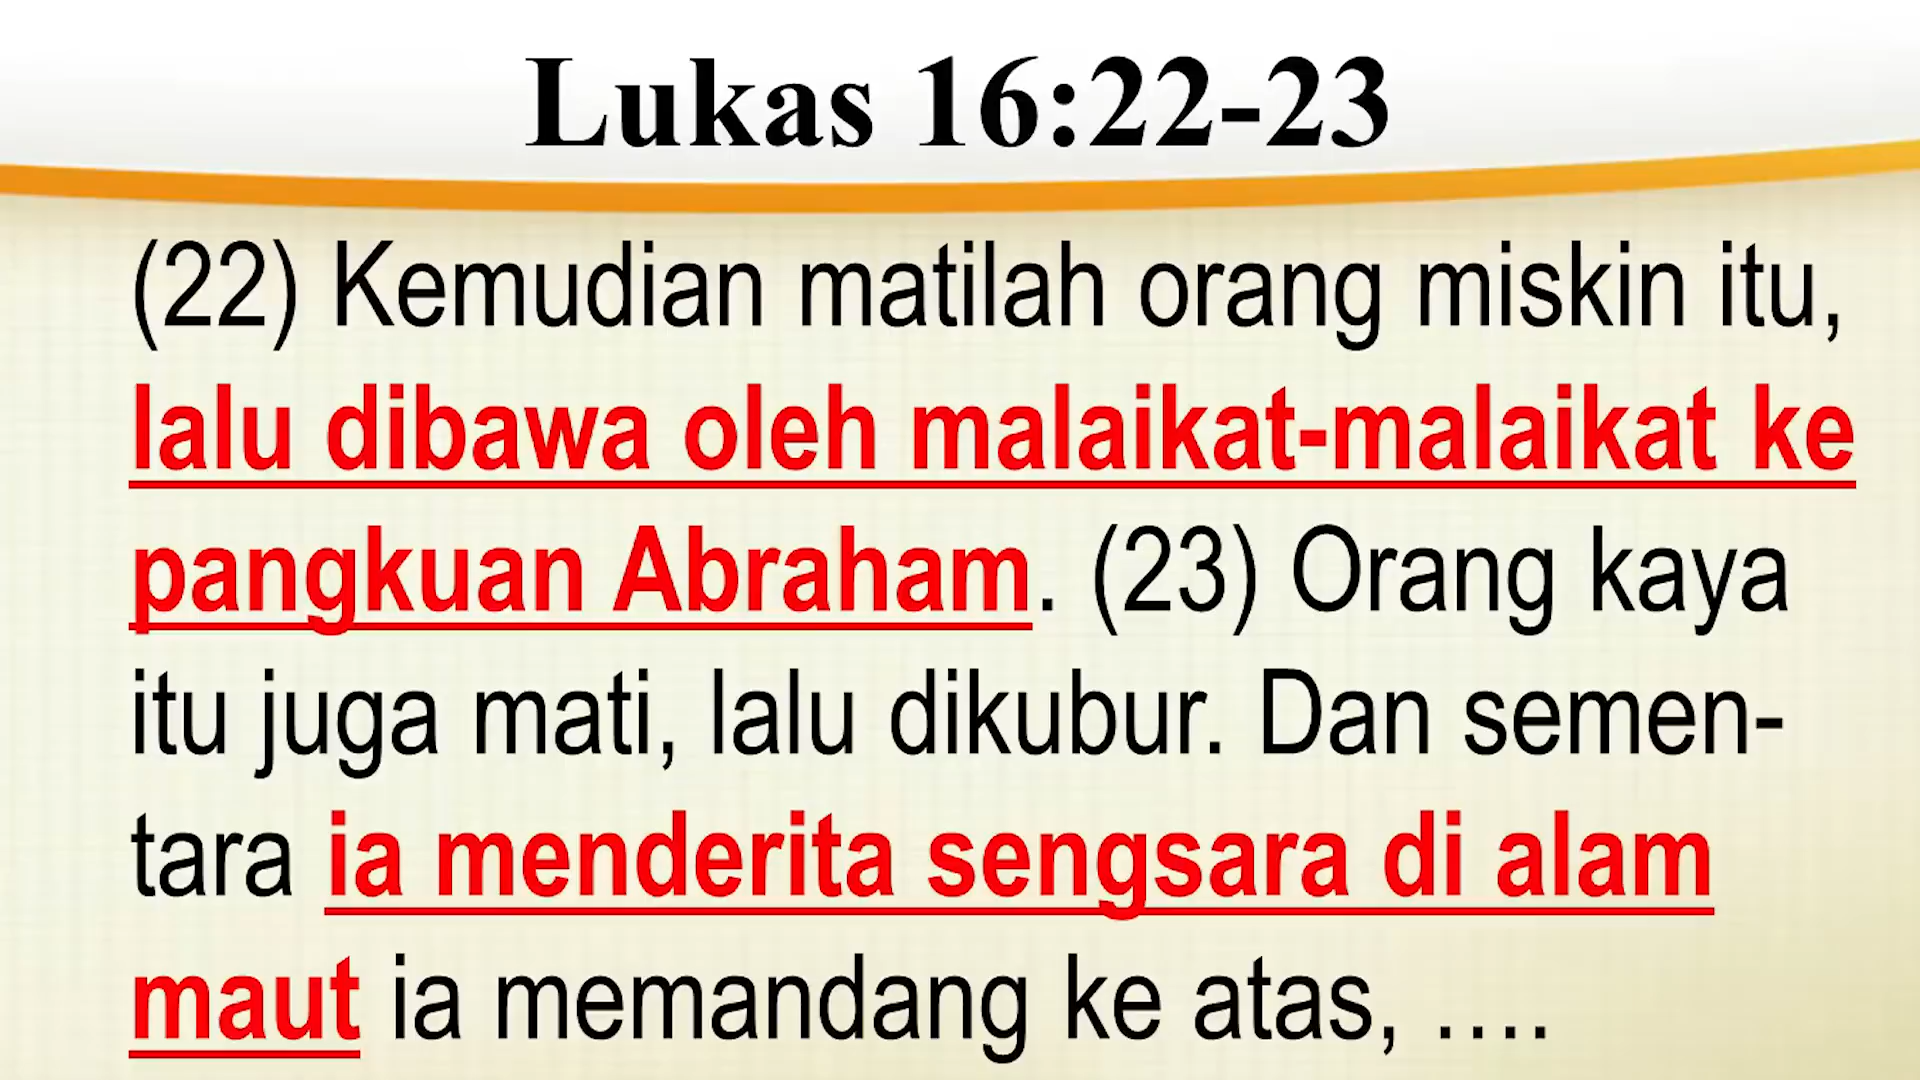 Lukas 16:22-23
(22) Kemudian matilah orang miskin itu,
lalu dibawa oleh malaikat-malaikat ke
pangkuan Abraham. (23) Orang kaya
itu juga mati, lalu dikubur. Dan semen-
tara ia menderita sengsara di alam
maut ia memandang ke atas, ....